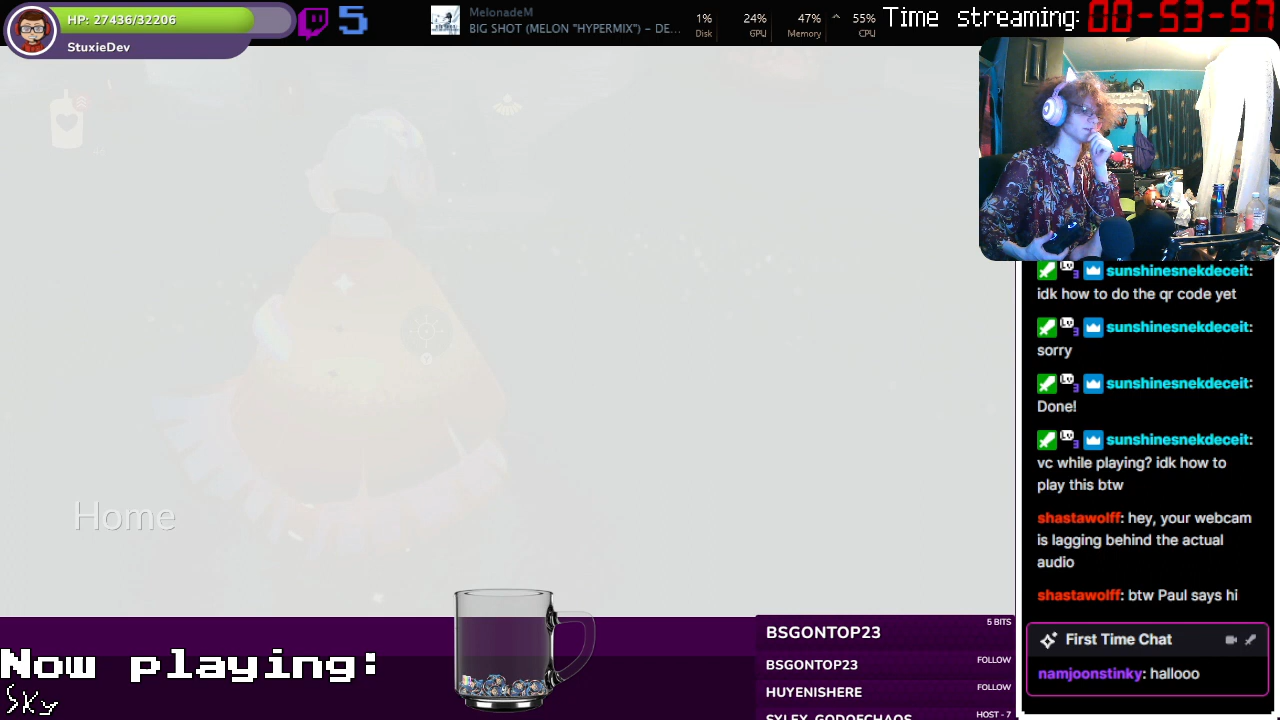 HP: 27436/32206
StuxieDev
5
MelonadeM
BIG SHOT (MELON "HYPERMIX") – DE...
1% 24% 47% ^ 55%
Disk GPU Memory CPU
Time streaming: 00-53-57
Home
sunshinesnekdeceit:
idk how to do the qr code yet
sunshinesnekdeceit:
sorry
sunshinesnekdeceit:
Done!
sunshinesnekdeceit:
vc while playing? idk how to
play this btw
shastawolff: hey, your webcam
is lagging behind the actual
audio
shastawolff: btw Paul says hi
First Time Chat
namjoonstinky: hallooo
Now playing:
Sky
BSGONTOP23 5 BITS
BSGONTOP23 FOLLOW
HUYENISHERE FOLLOW
SYLEX_GODOFCHAOS HOST - 7